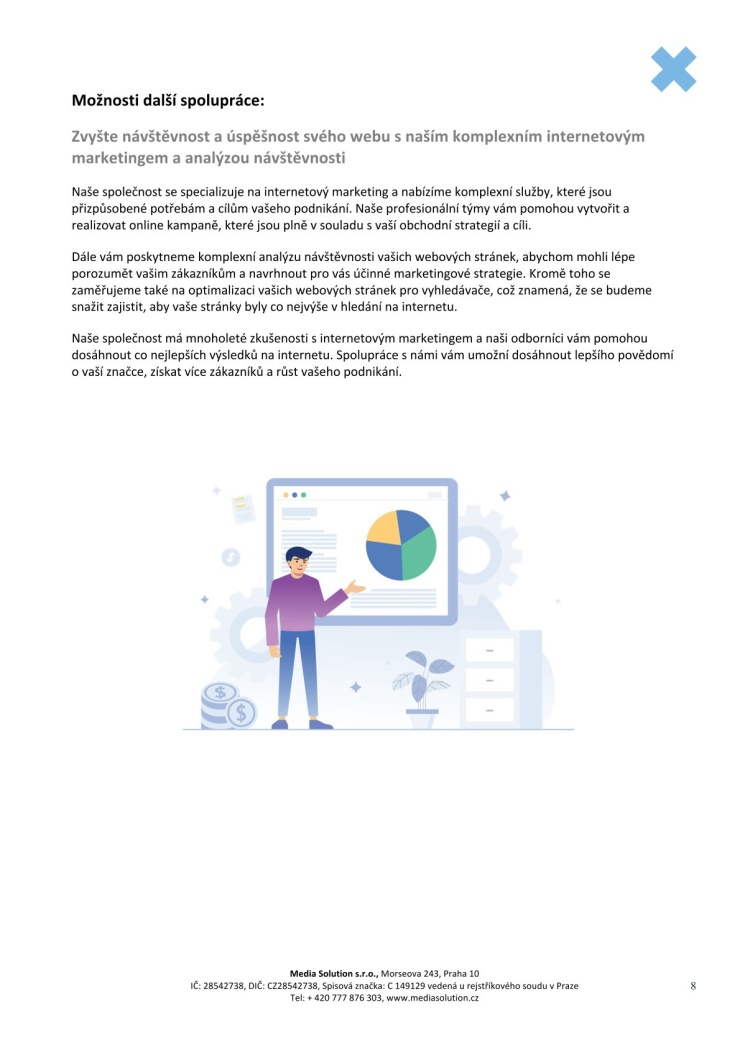 Možnosti další spolupráce:
Zvyšte návštěvnost a úspěšnost svého webu s naším komplexním internetovým
marketingem a analýzou návštěvnosti
Naše společnost se specializuje na internetový marketing a nabízíme komplexní služby, které jsou
přizpůsobené potřebám a cílům vašeho podnikání. Naše profesionální týmy vám pomohou vytvořit a
realizovat online kampaně, které jsou plně v souladu s vaší obchodní strategií a cíli.
Dále vám poskytneme komplexní analýzu návštěvnosti vašich webových stránek, abychom mohli lépe
porozumět vašim zákazníkům a navrhnout pro vás účinné marketingové strategie. Kromě toho se
zaměřujeme také na optimalizaci vašich webových stránek pro vyhledávače, což znamená, že se budeme
snažit zajistit, aby vaše stránky byly co nejvýše v hledání na internetu.
Naše společnost má mnoholeté zkušenosti s internetovým marketingem a naši odborníci vám pomohou
dosáhnout co nejlepších výsledků na internetu. Spolupráce s námi vám umožní dosáhnout lepšího povědomí
o vaší značce, získat více zákazníků a růst vašeho podnikání.
$
$
$
Media Solution s.r.o., Morseova 243, Praha 10
IČ: 28542738, DIČ: CZ28542738, Spisová značka: C 149129 vedená u rejstříkového soudu v Praze
Tel: + 420 777 876 303, www.mediasolution.cz
8